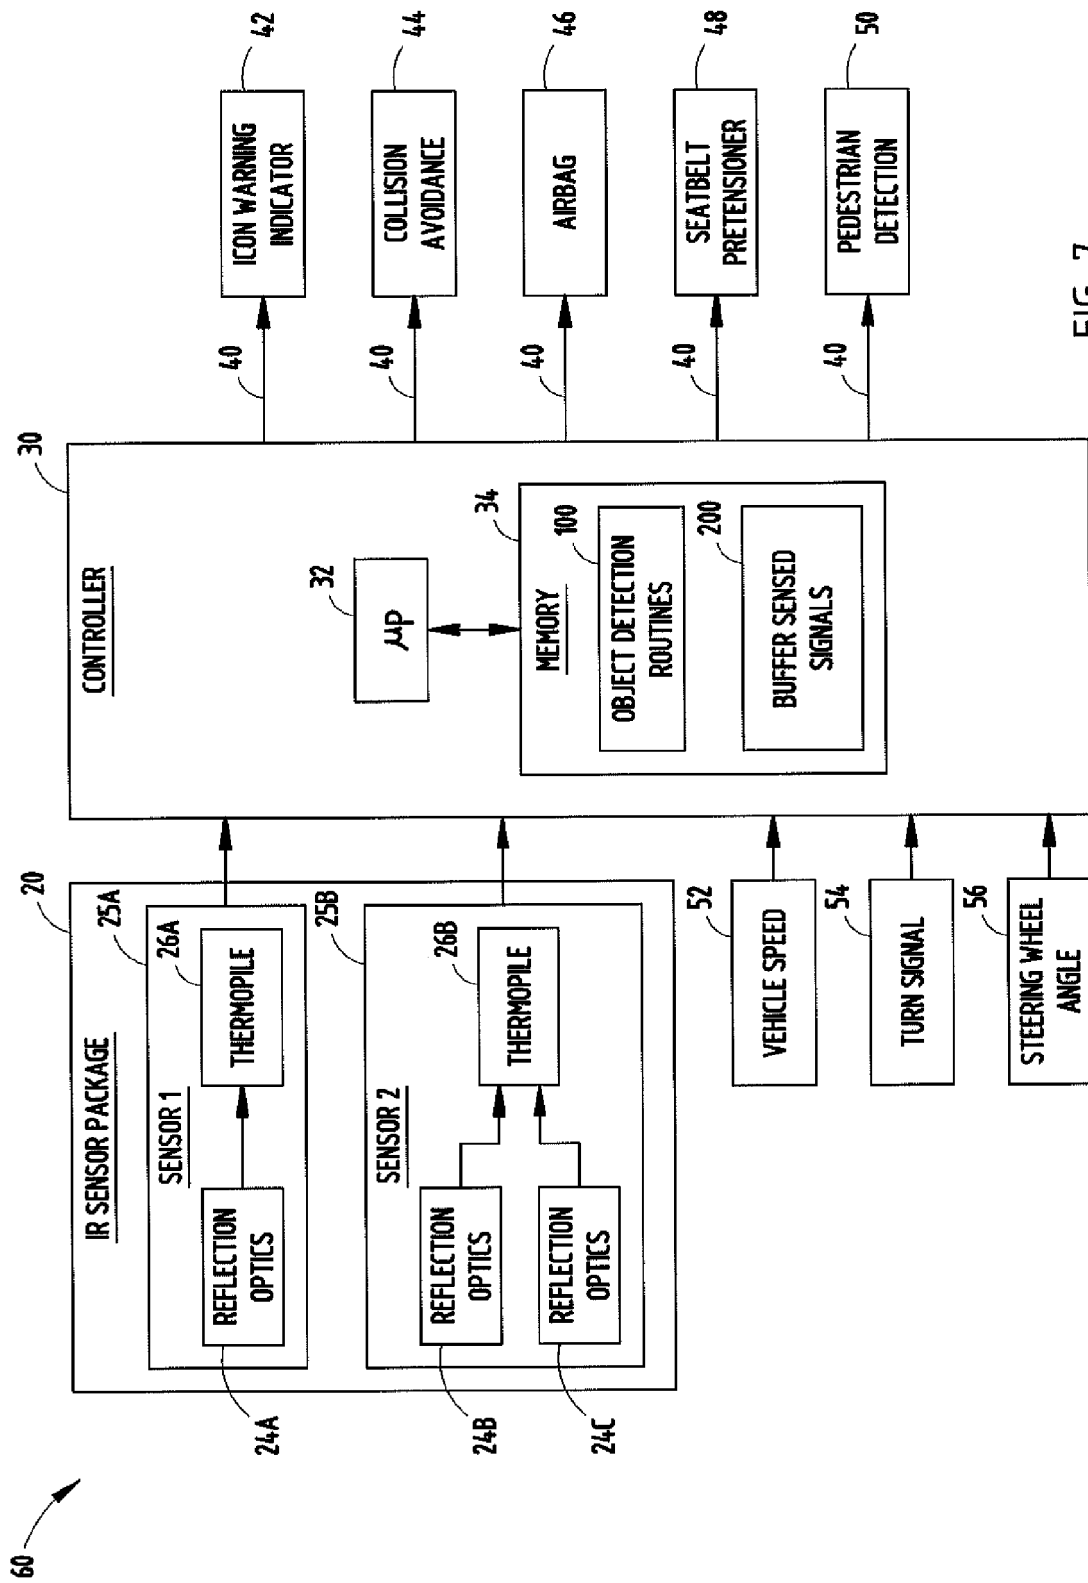 60
20
IR SENSOR PACKAGE
25A
SENSOR 1
26A
THERMOPILE
REFLECTION
OPTICS
24A
25B
SENSOR 2
26B
THERMOPILE
REFLECTION
OPTICS
24B
REFLECTION
OPTICS
24C
52
VEHICLE SPEED
54
TURN SIGNAL
56
STEERING WHEEL
ANGLE
30
CONTROLLER
32
μP
34
MEMORY
100
OBJECT DETECTION
ROUTINES
200
BUFFER SENSED
SIGNALS
40
ICON WARNING
INDICATOR
42
40
COLLISION
AVOIDANCE
44
40
AIRBAG
46
40
SEATBELT
PRETENSIONER
48
40
PEDESTRIAN
DETECTION
50
FIG. 7